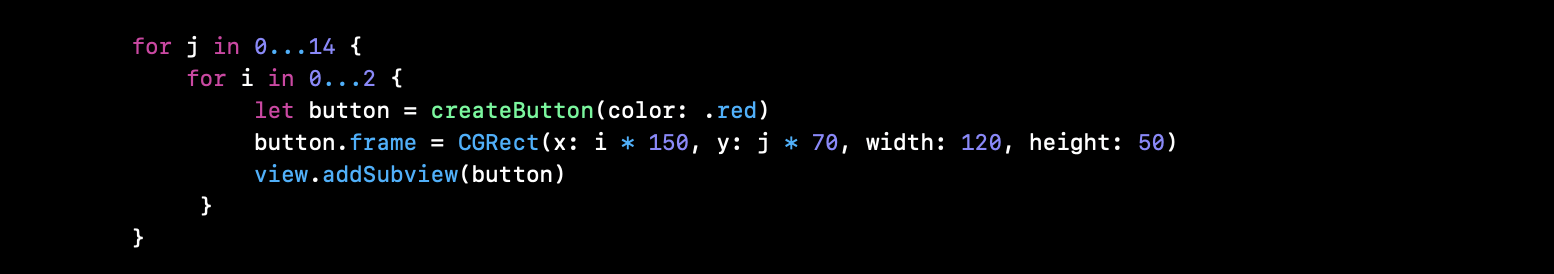 for j in 0...14 {
    for i in 0...2 {
         let button = createButton(color: .red)
         button.frame = CGRect(x: i * 150, y: j * 70, width: 120, height: 50)
         view.addSubview(button)
     }
}